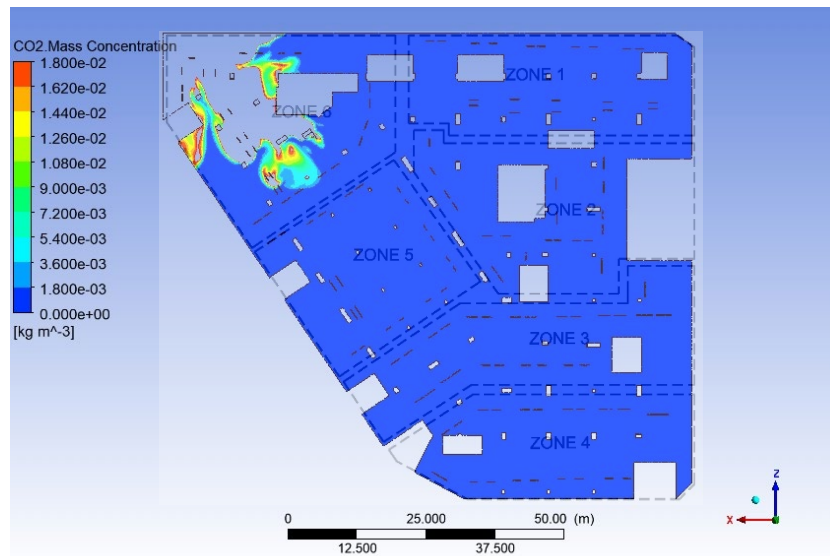 CO2.Mass Concentration
1.800e-02
1.620e-02
1.440e-02
1.260e-02
1.080e-02
9.000e-03
7.200e-03
5.400e-03
3.600e-03
1.800e-03
0.000e+00
[kg m^-3]
ZONE 1
ZONE 6
ZONE 2
ZONE 5
ZONE 3
ZONE 4
0 25.000 50.00 (m)
12.500 37.500
Z
X